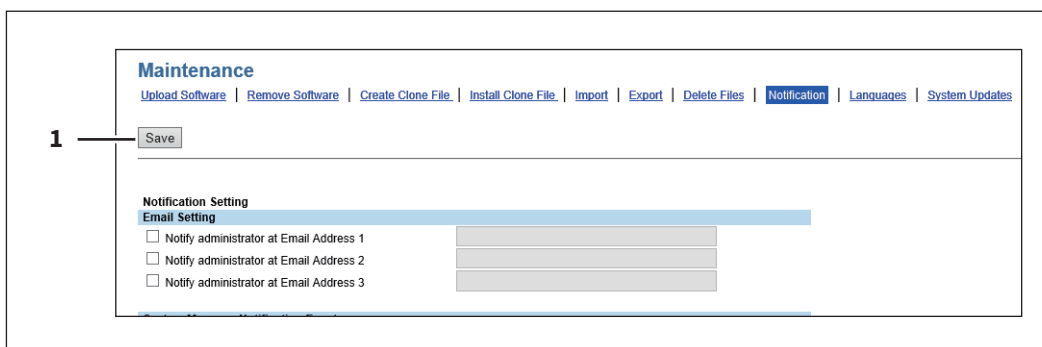 Maintenance
Upload Software | Remove Software | Create Clone File | Install Clone File | Import | Export | Delete Files | Notification | Languages | System Updates
1
Save
Notification Setting
Email Setting
Notify administrator at Email Address 1
Notify administrator at Email Address 2
Notify administrator at Email Address 3